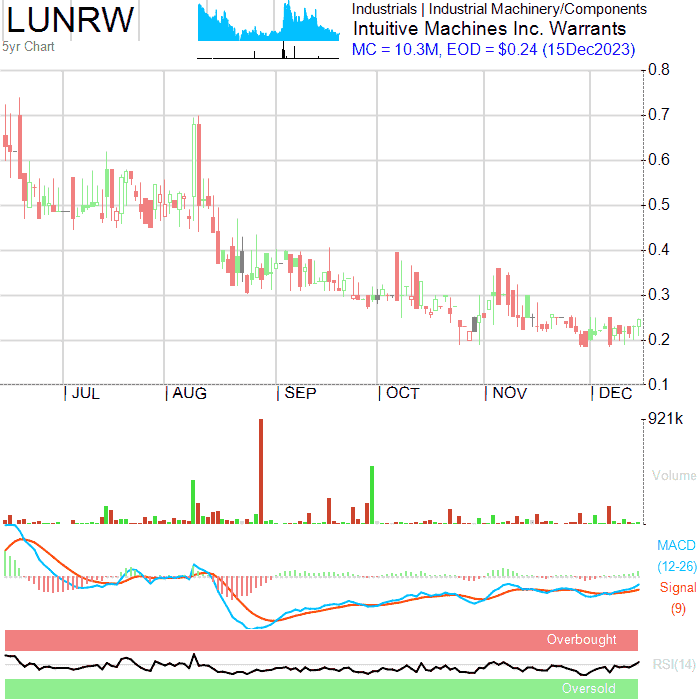 LUNRW
5yr Chart
Industrials | Industrial Machinery/Components
Intuitive Machines Inc. Warrants
MC = 10.3M, EOD = $0.24 (15Dec2023)
0.8
0.7
0.6
0.5
0.4
0.3
0.2
0.1
JUL
AUG
SEP
OCT
NOV
DEC
921k
Volume
MACD
(12-26)
Signal
(9)
Overbought
RSI(14)
Oversold